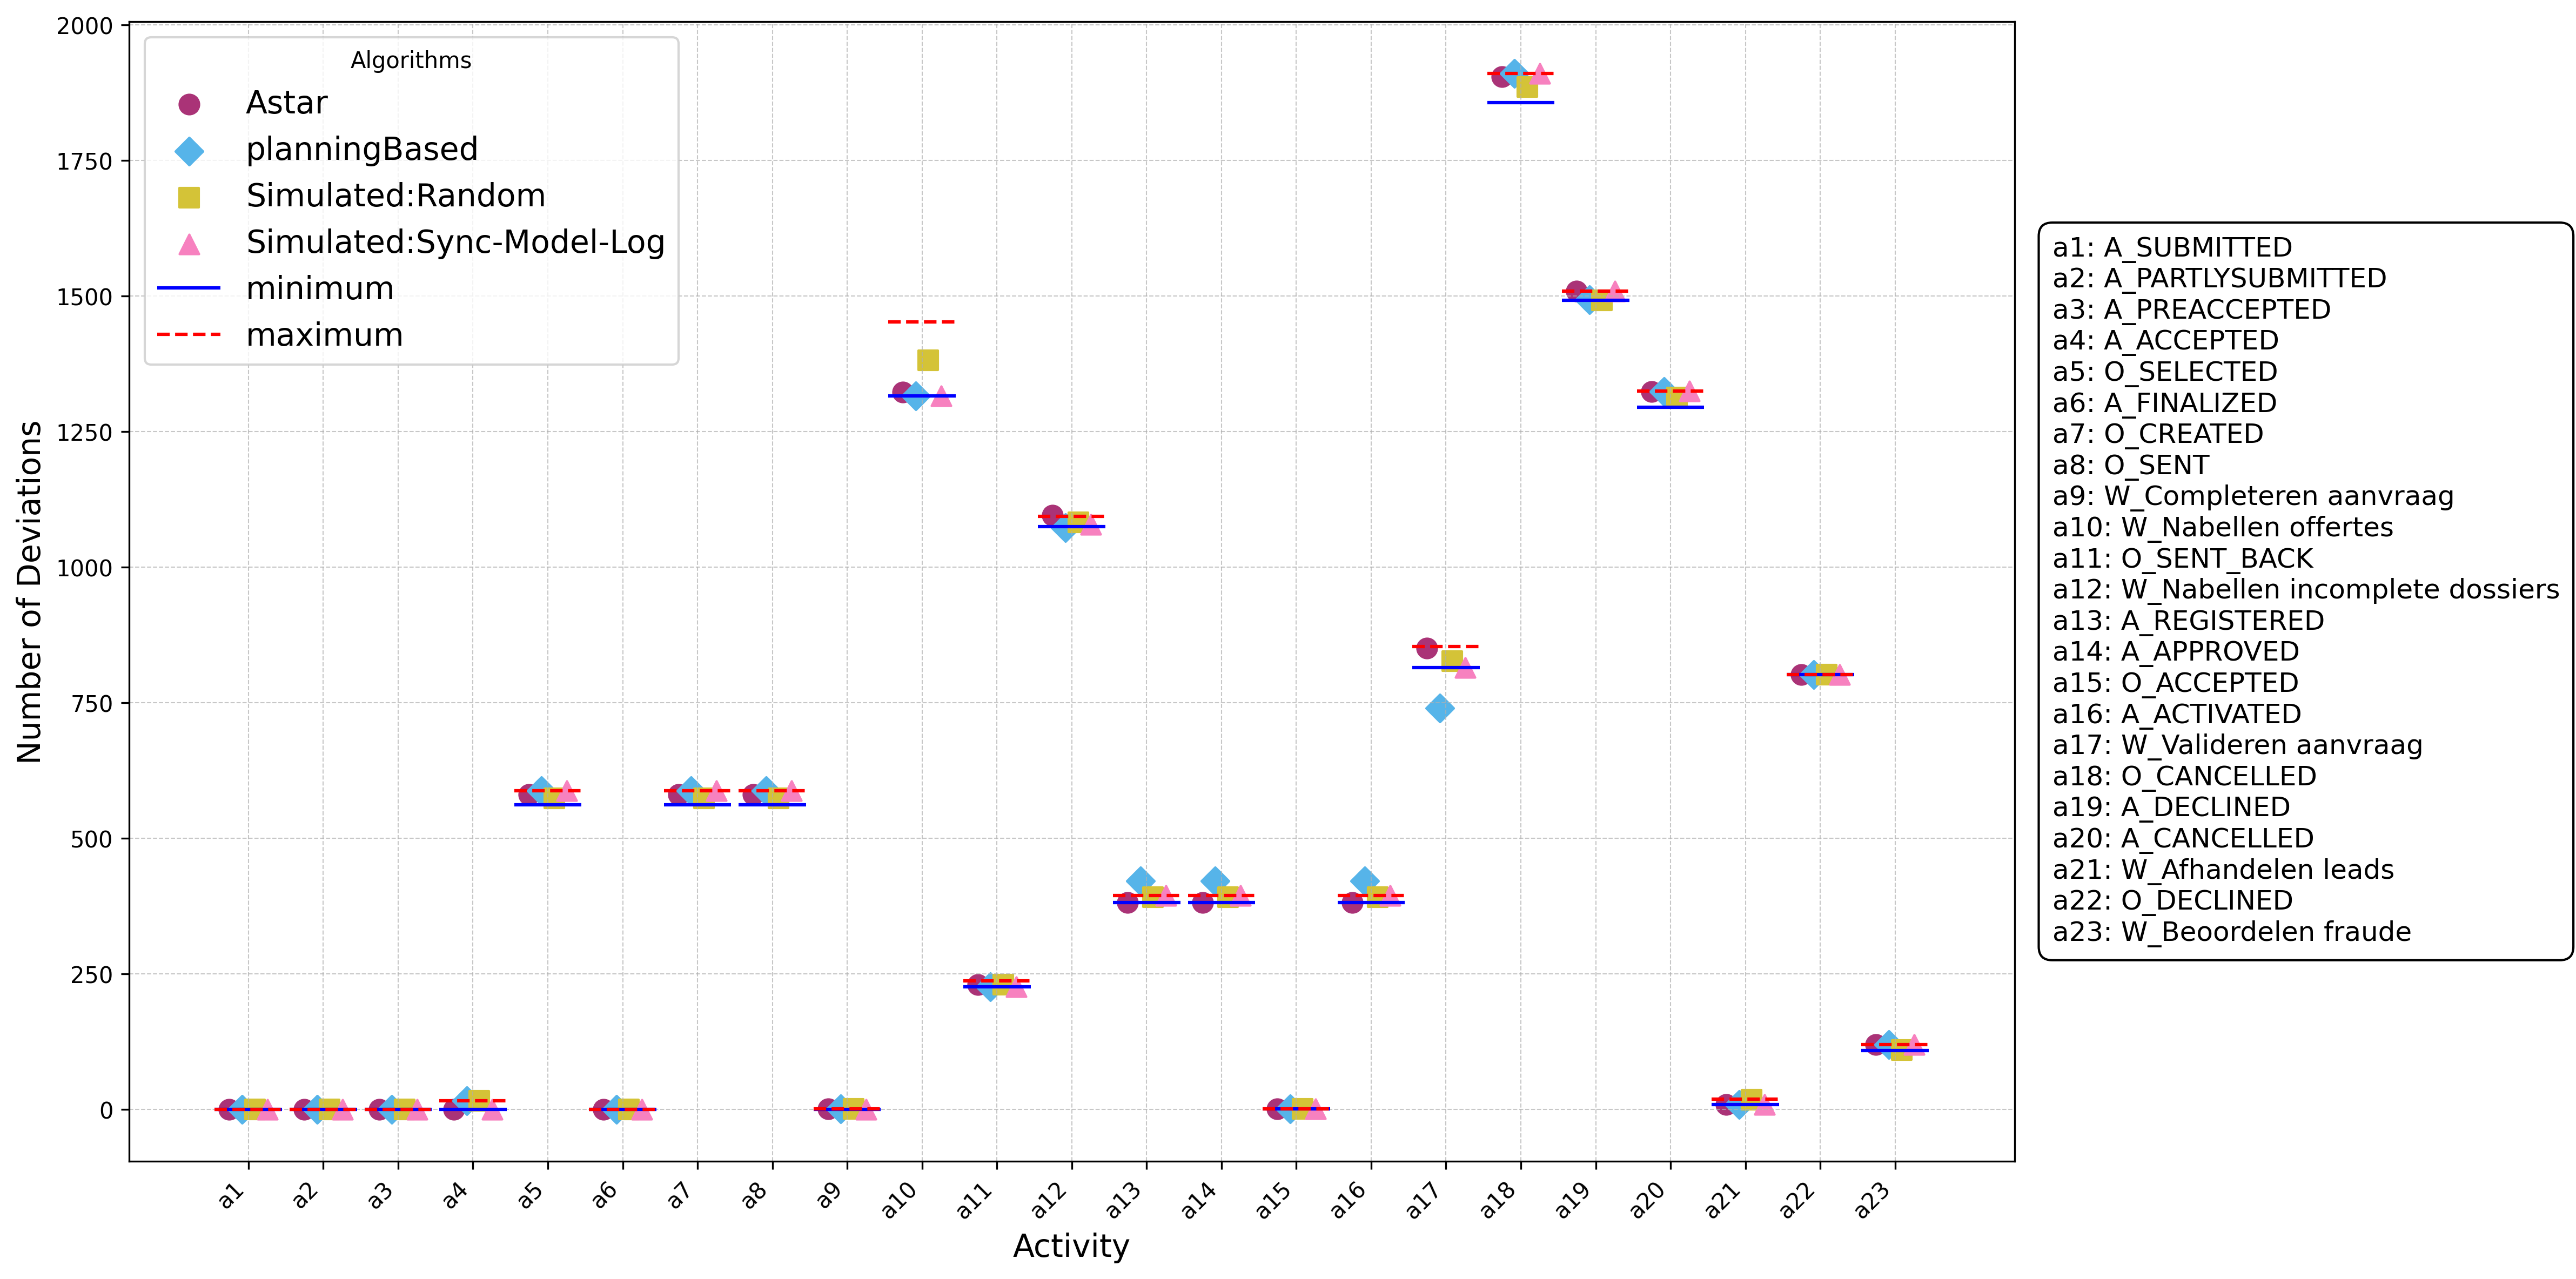 2000
1750
1500
1250
1000
750
500
250
0
Number of Deviations
Algorithms
Astar
planningBased
Simulated:Random
Simulated:Sync-Model-Log
minimum
maximum
a1
a2
a3
a4
a5
a6
a7
a8
a9
a10
a11
a12
a13
a14
a15
a16
a17
a18
a19
a20
a21
a22
a23
Activity
a1: A_SUBMITTED
a2: A_PARTLYSUBMITTED
a3: A_PREACCEPTED
a4: A_ACCEPTED
a5: O_SELECTED
a6: A_FINALIZED
a7: O_CREATED
a8: O_SENT
a9: W_Completeren aanvraag
a10: W_Nabellen offertes
a11: O_SENT_BACK
a12: W_Nabellen incomplete dossiers
a13: A_REGISTERED
a14: A_APPROVED
a15: O_ACCEPTED
a16: A_ACTIVATED
a17: W_Valideren aanvraag
a18: O_CANCELLED
a19: A_DECLINED
a20: A_CANCELLED
a21: W_Afhandelen leads
a22: O_DECLINED
a23: W_Beoordelen fraude